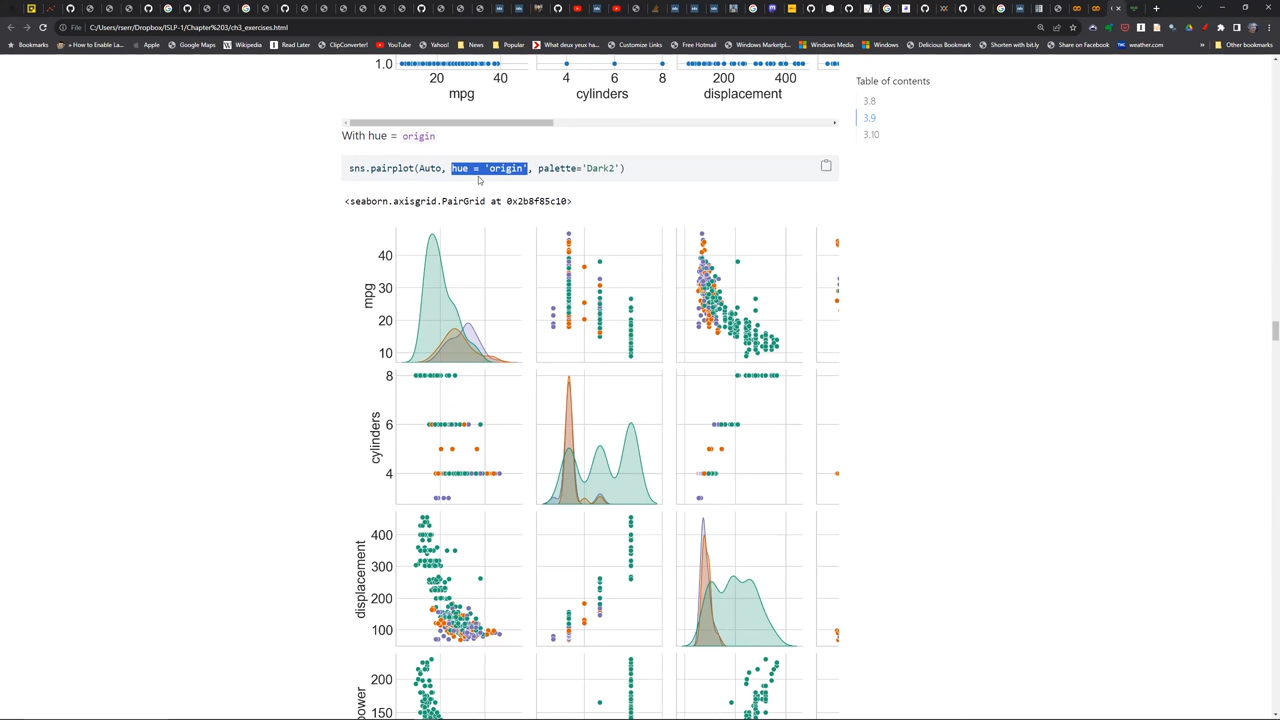 File C:/Users/rserr/Dropbox/ISLP-1/Chapter%203/ch3_exercises.html
Bookmarks How to Enable La... Apps Google Maps Wikipedia Read Later ClipConverter! YouTube Yahoo! News Popular What deux yeux ha... Customize Links Free Hotmail Windows Marketpl... Windows Media Windows Delicious Bookmark Shorten with bit.ly Share on Facebook weather.com Other bookmarks
1.0
20 40 4 6 8 200 400
mpg cylinders displacement
Table of contents
3.8
3.9
3.10
With hue = origin
sns.pairplot(Auto, hue = 'origin', palette='Dark2')
<seaborn.axisgrid.PairGrid at 0x2b8f85c10>
mpg
40
30
20
10
cylinders
8
6
4
displacement
400
300
200
100
power
200
150